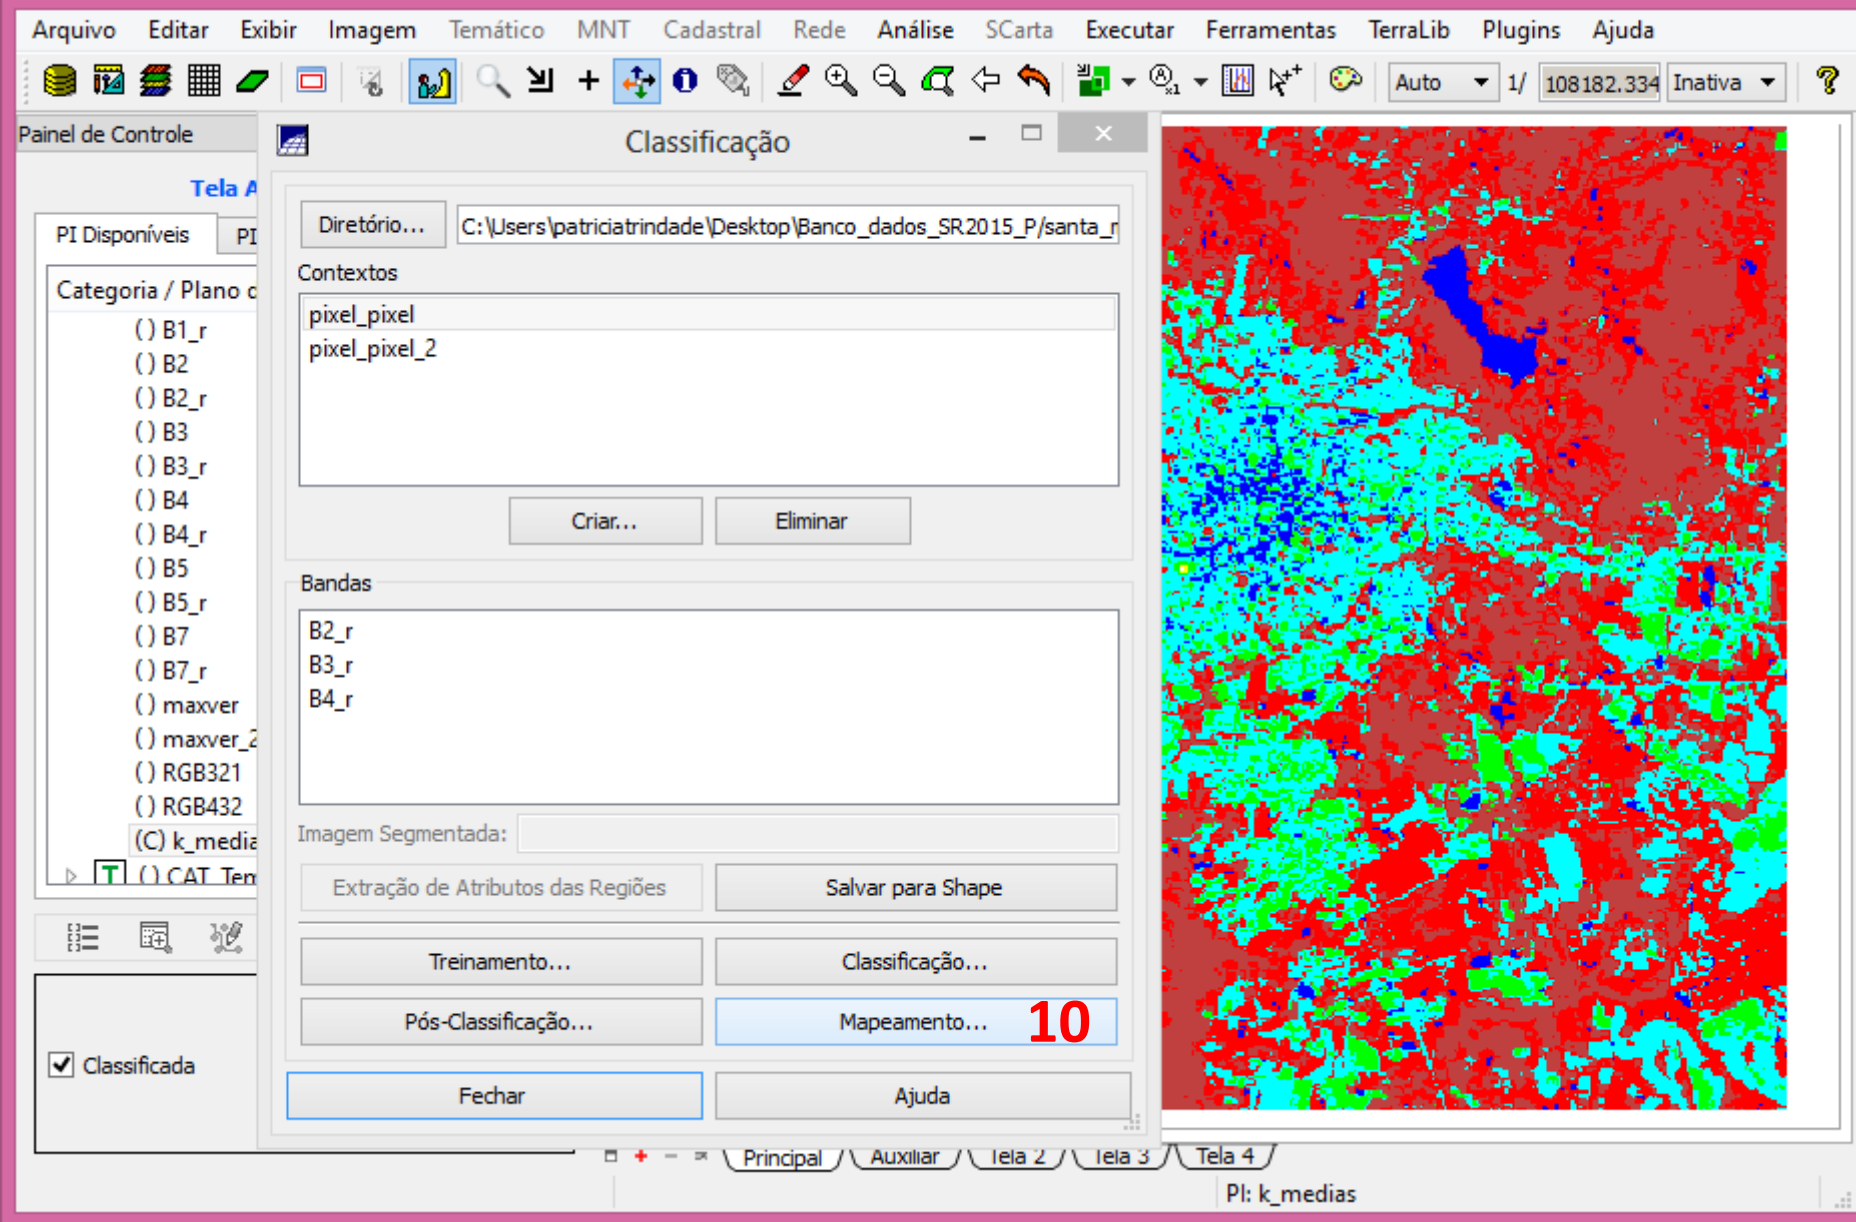 Arquivo Editar Exibir Imagem Temático MNT Cadastral Rede Análise SCarta Executar Ferramentas TerraLib Plugins Ajuda
Auto 1/ 108182.334 Inativa
Painel de Controle
Classificação
Tela A
Diretório... C:\Users\patriciatrindade\Desktop\Banco_dados_SR2015_P/santa_r
PI Disponíveis PI
Contextos
Categoria / Plano d
pixel_pixel
pixel_pixel_2
( ) B1_r
( ) B2
( ) B2_r
( ) B3
( ) B3_r
( ) B4
( ) B4_r
( ) B5
( ) B5_r
( ) B7
( ) B7_r
( ) maxver
( ) maxver_2
( ) RGB321
( ) RGB432
(C) k_media
T ( ) CAT_Tem
Criar... Eliminar
Bandas
B2_r
B3_r
B4_r
Imagem Segmentada:
Extração de Atributos das Regiões Salvar para Shape
Treinamento... Classificação...
Pós-Classificação... Mapeamento... 10
Classificada
Fechar Ajuda
Principal Auxiliar Tela 2 Tela 3 Tela 4
PI: k_medias